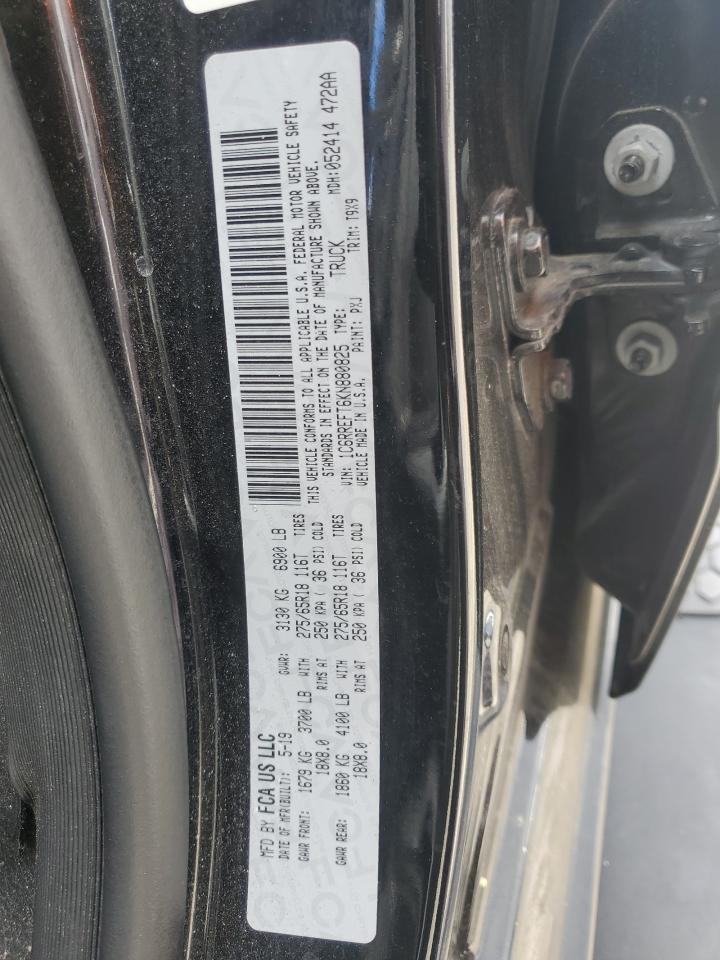 MFD BY FCA US LLC
DATE OF MFR(BUILT): 5-19 GVWR: 3130 KG 6900 LB
GAWR FRONT: 1679 KG 3700 LB WITH 275/65R18 116T TIRES
18X8.0 RIMS AT 250 KPA ( 36 PSI) COLD
GAWR REAR: 1860 KG 4100 LB WITH 275/65R18 116T TIRES
18X8.0 RIMS AT 250 KPA ( 36 PSI) COLD
THIS VEHICLE CONFORMS TO ALL APPLICABLE U.S.A. FEDERAL MOTOR VEHICLE SAFETY
STANDARDS IN EFFECT ON THE DATE OF MANUFACTURE SHOWN ABOVE.
VIN: 1C6RREFT6KN880825 TYPE: TRUCK MDH:052414 472AA
VEHICLE MADE IN U.S.A. PAINT: PXJ TRIM: T9X9